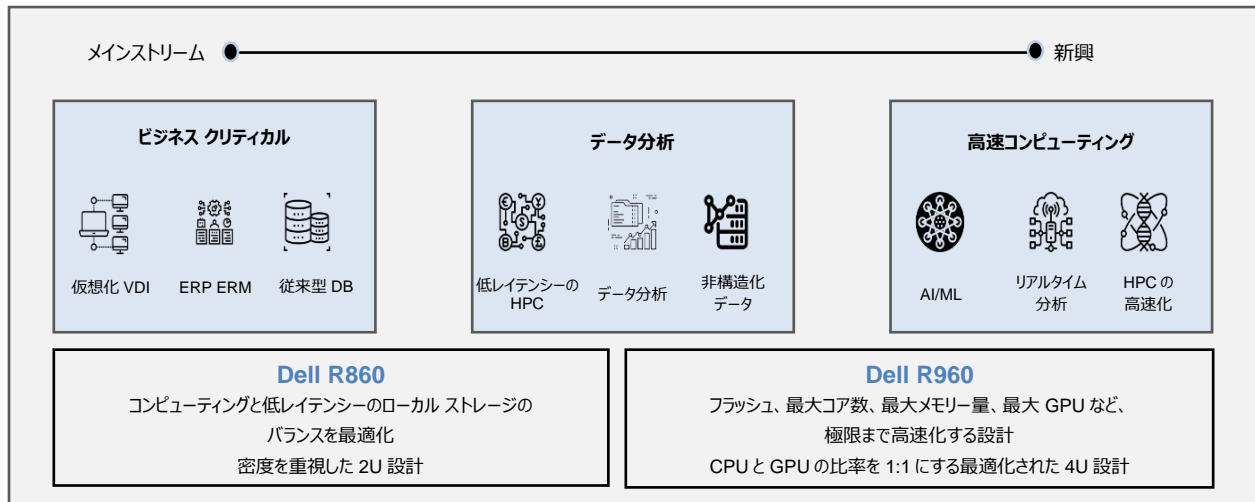 メインストリーム
新興
ビジネス クリティカル
仮想化 VDI
ERP ERM
従来型 DB
データ分析
低レイテンシーの
HPC
データ分析
非構造化
データ
高速コンピューティング
AI/ML
リアルタイム
分析
HPC の
高速化
Dell R860
コンピューティングと低レイテンシーのローカル ストレージの
バランスを最適化
密度を重視した 2U 設計
Dell R960
フラッシュ、最大コア数、最大メモリー量、最大 GPU など、
極限まで高速化する設計
CPU と GPU の比率を 1:1 にする最適化された 4U 設計